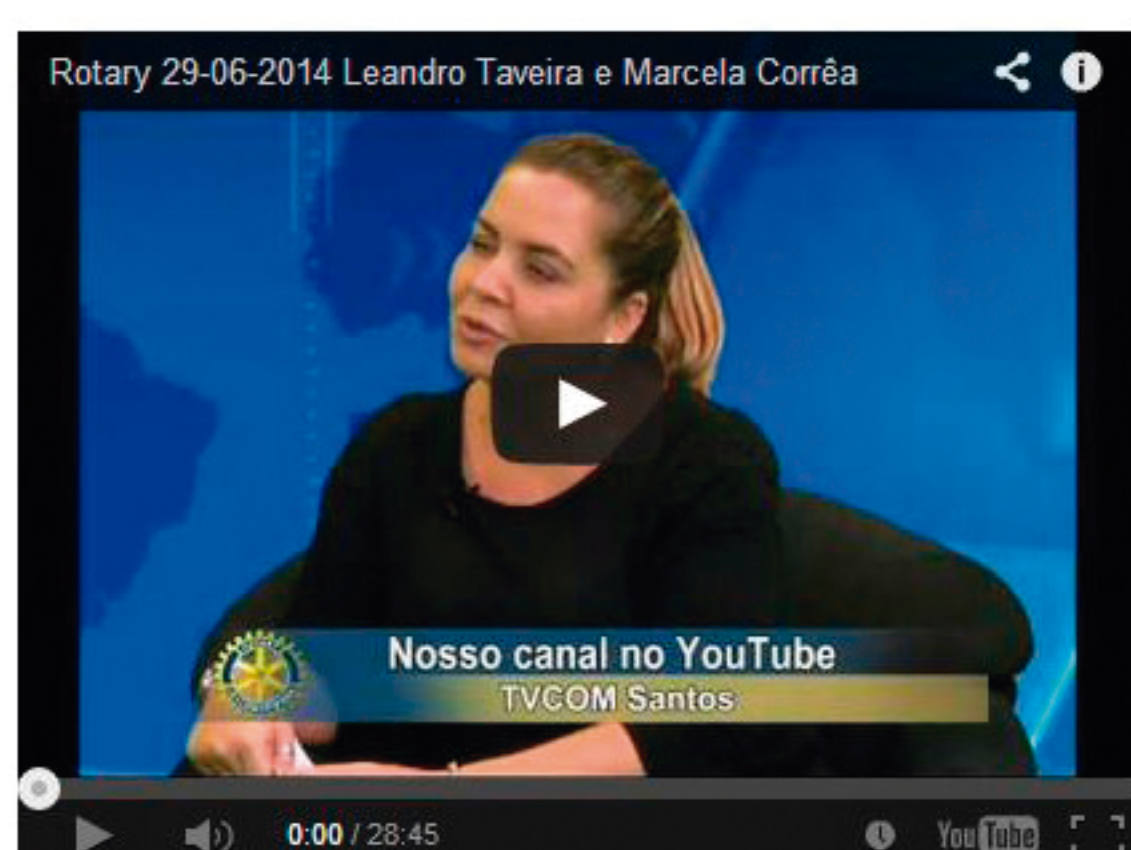 Rotary 29-06-2014 Leandro Taveira e Marcela Corrêa
Nosso canal no YouTube
TVCOM Santos
0:00 / 28:45
YouTube